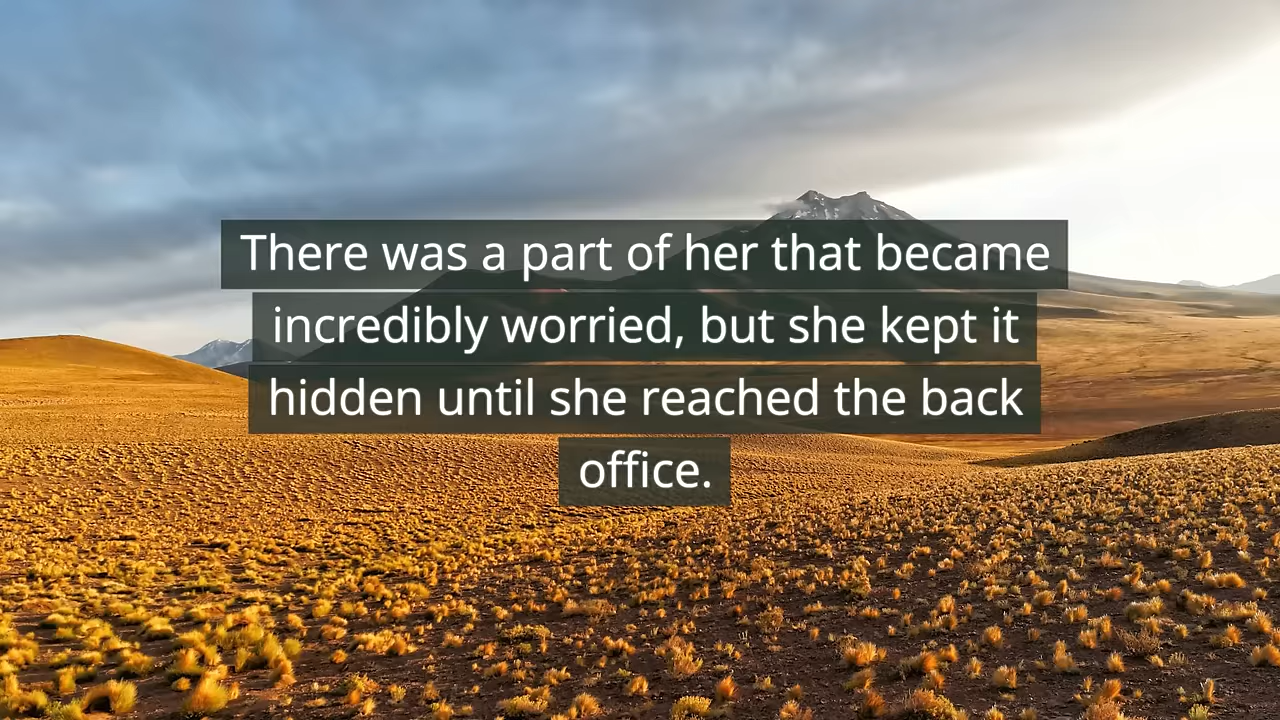 There was a part of her that became
incredibly worried, but she kept it
hidden until she reached the back
office.